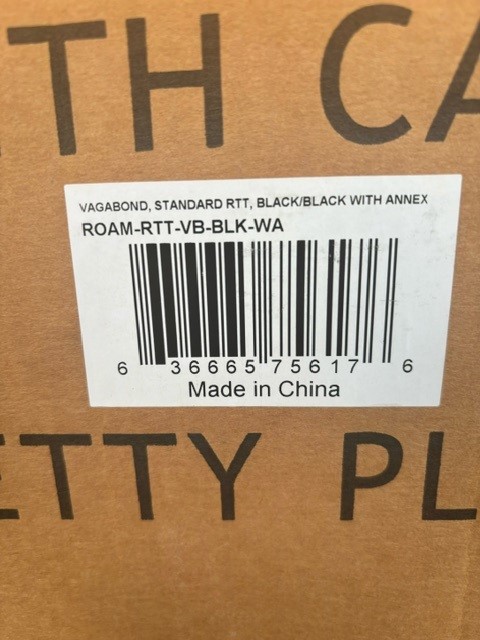 TH CA
VAGABOND, STANDARD RTT, BLACK/BLACK WITH ANNEX
ROAM-RTT-VB-BLK-WA
6 36665 75617 6
Made in China
ETTY PL